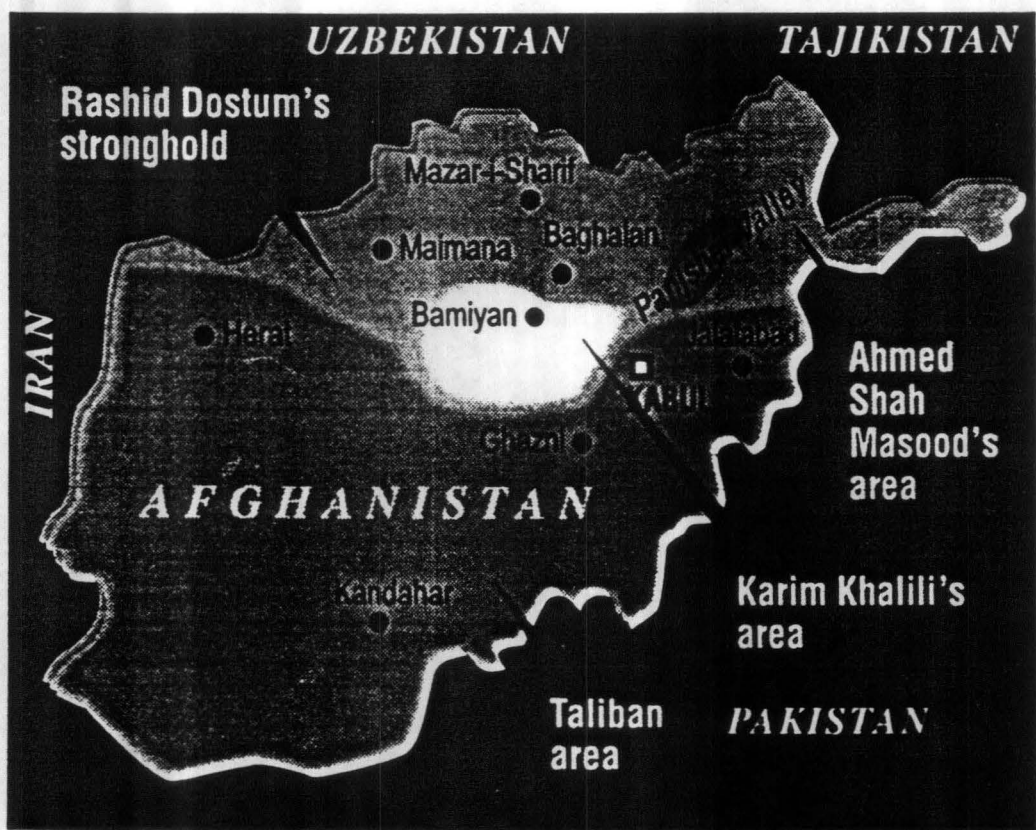 UZBEKISTAN
TAJIKISTAN
Rashid Dostum's
stronghold
Mazar-i-Sharif
Maimana
Baghalan
Panjsher valley
Bamiyan
Herat
Jalalabad
KABUL
IRAN
Ahmed
Shah
Masood's
area
Ghazni
AFGHANISTAN
Kandahar
Karim Khalili's
area
Taliban
area
PAKISTAN